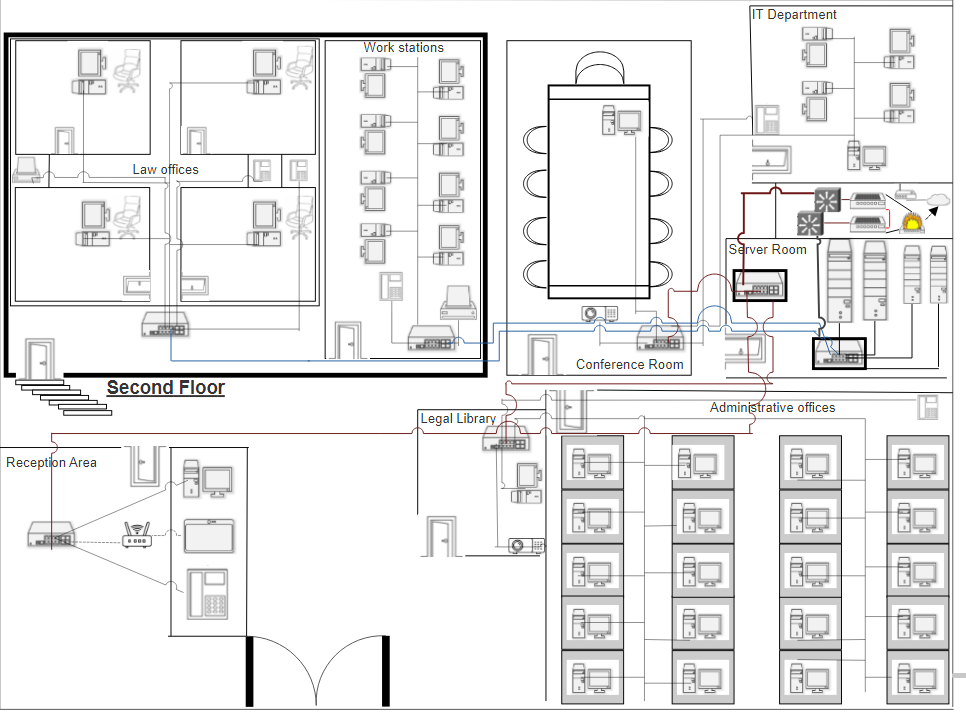 IT Department
Work stations
Law offices
Server Room
Conference Room
Second Floor
Administrative offices
Legal Library
Reception Area